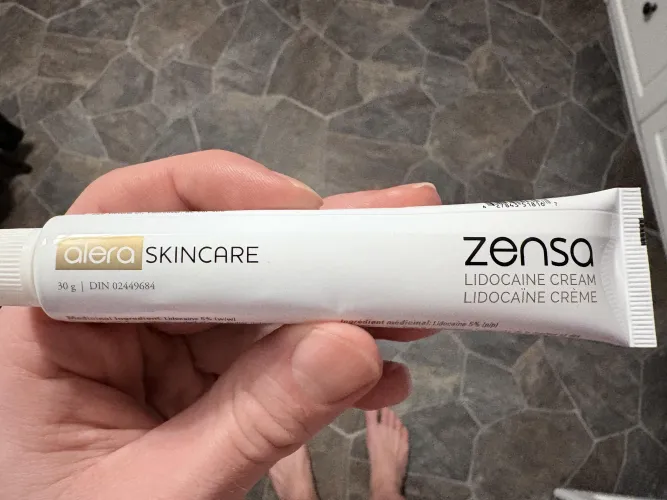 alera SKINCARE
30 g | DIN 02449684
Medicinal Ingredient: Lidocaine 5% (w/w)
zensa
LIDOCAINE CREAM
LIDOCAÏNE CRÈME
Ingrédient médicinal: Lidocaïne 5% (p/p)